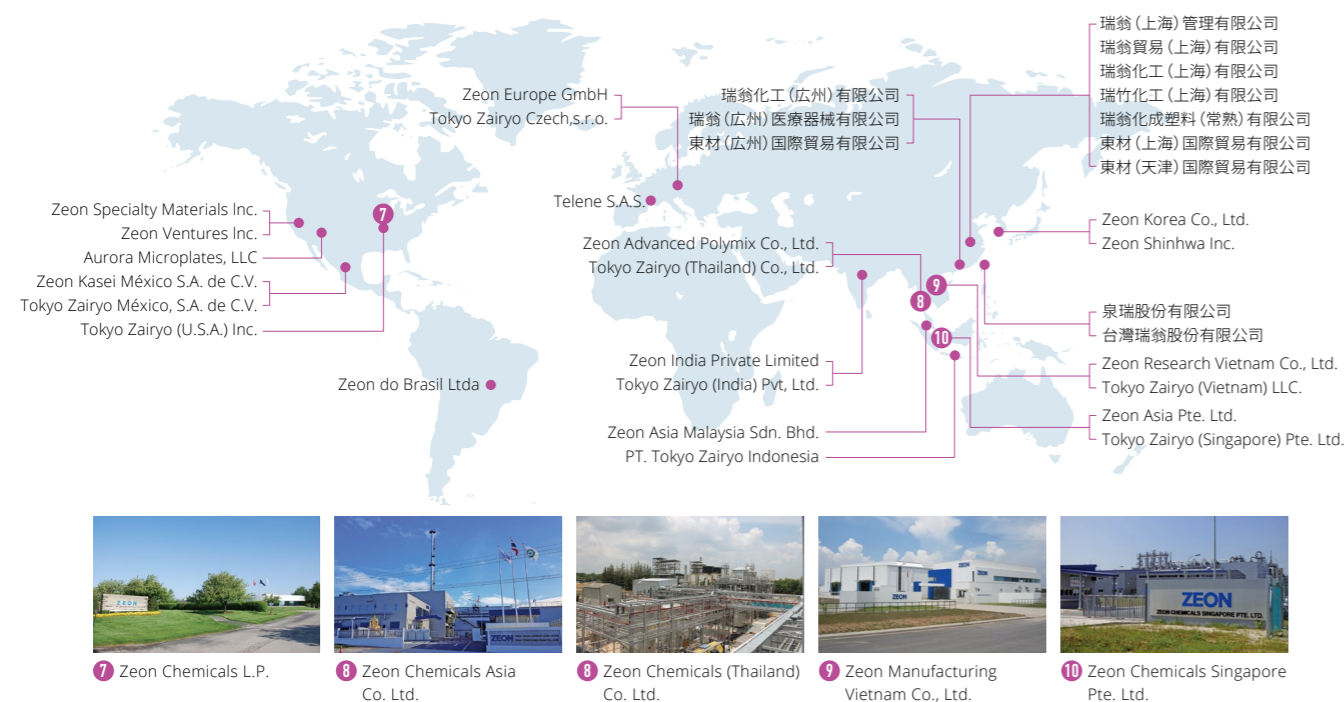 瑞翁（上海）管理有限公司
瑞翁貿易（上海）有限公司
瑞翁化工（上海）有限公司
瑞竹化工（上海）有限公司
瑞翁化成塑料（常熟）有限公司
東材（上海）国際貿易有限公司
東材（天津）国際貿易有限公司
Zeon Europe GmbH
Tokyo Zairyo Czech,s.r.o.
瑞翁化工（広州）有限公司
瑞翁（広州）医療器械有限公司
東材（広州）国際貿易有限公司
Telene S.A.S.
Zeon Specialty Materials Inc.
Zeon Ventures Inc.
Aurora Microplates, LLC
Zeon Kasei México S.A. de C.V.
Tokyo Zairyo México, S.A. de C.V.
Tokyo Zairyo (U.S.A.) Inc.
7
Zeon Advanced Polymix Co., Ltd.
Tokyo Zairyo (Thailand) Co., Ltd.
8
9
10
Zeon Korea Co., Ltd.
Zeon Shinhwa Inc.
泉瑞股份有限公司
台灣瑞翁股份有限公司
Zeon India Private Limited
Tokyo Zairyo (India) Pvt, Ltd.
Zeon Research Vietnam Co., Ltd.
Tokyo Zairyo (Vietnam) LLC.
Zeon do Brasil Ltda
Zeon Asia Pte. Ltd.
Tokyo Zairyo (Singapore) Pte. Ltd.
Zeon Asia Malaysia Sdn. Bhd.
PT. Tokyo Zairyo Indonesia
ZEON
ZEON
ZEON
ZEON
ZEON
ZEON CHEMICALS SINGAPORE PTE. LTD.
7 Zeon Chemicals L.P.
8 Zeon Chemicals Asia
Co. Ltd.
8 Zeon Chemicals (Thailand)
Co. Ltd.
9 Zeon Manufacturing
Vietnam Co., Ltd.
10 Zeon Chemicals Singapore
Pte. Ltd.